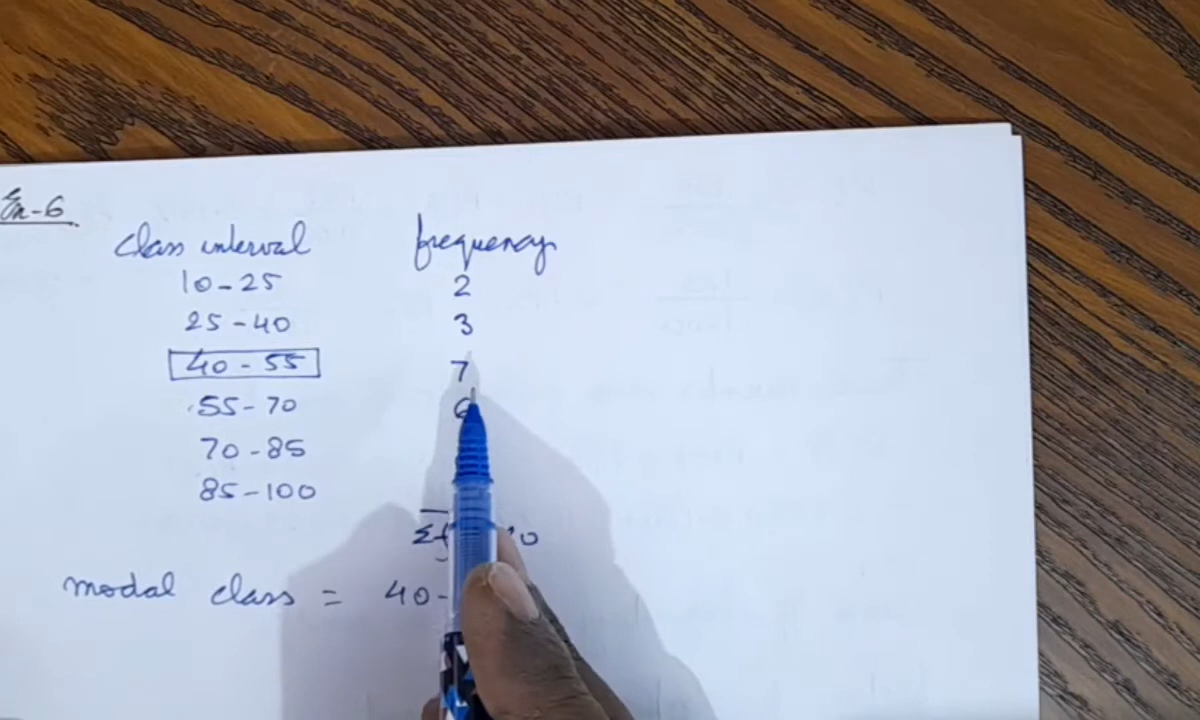 Ex-6
class interval frequency
10-25 2
25-40 3
40-55 7
55-70 6
70-85
85-100
modal class = 40-